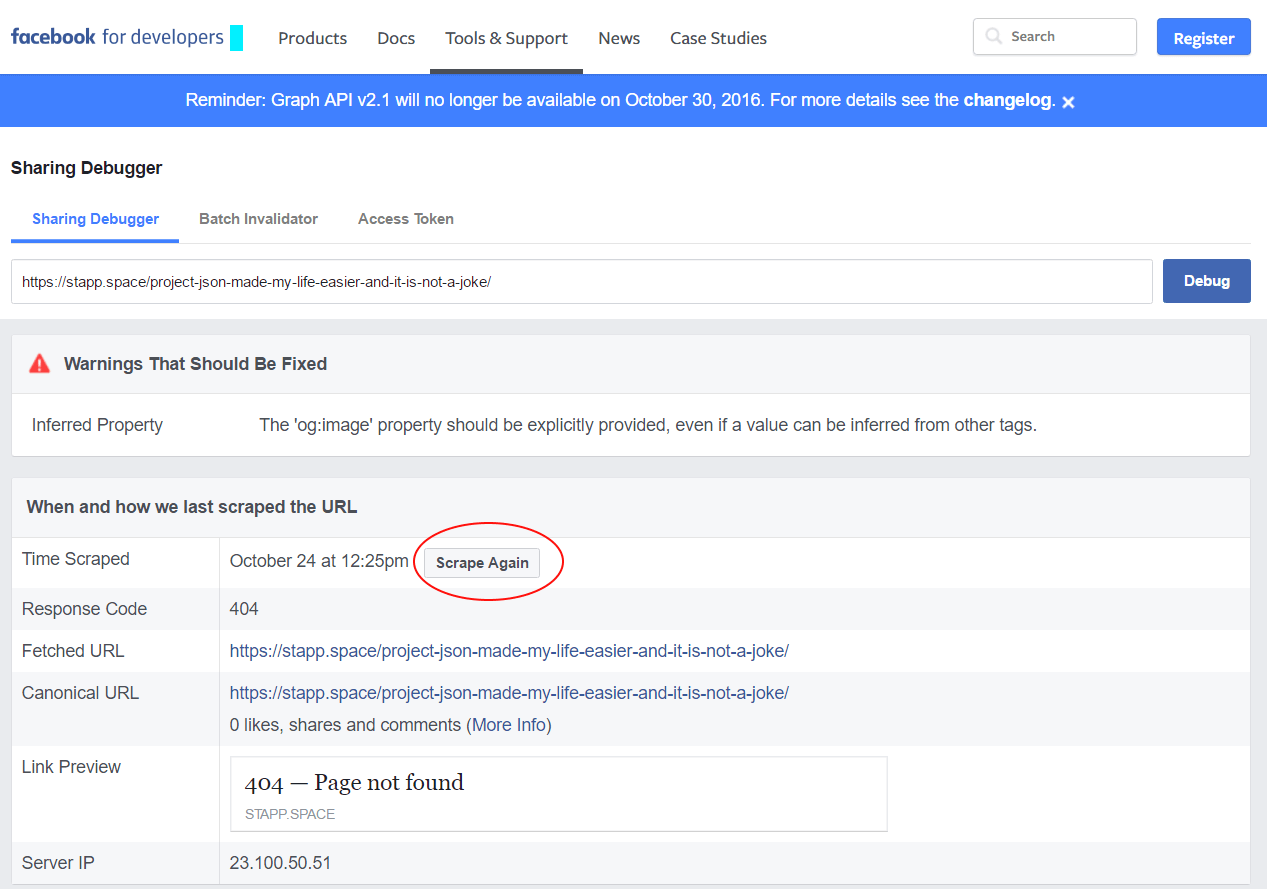 facebook for developers Products Docs Tools & Support News Case Studies Search Register
Reminder: Graph API v2.1 will no longer be available on October 30, 2016. For more details see the changelog. ×
Sharing Debugger
Sharing Debugger Batch Invalidator Access Token
https://stapp.space/project-json-made-my-life-easier-and-it-is-not-a-joke/ Debug
Warnings That Should Be Fixed
Inferred Property The 'og:image' property should be explicitly provided, even if a value can be inferred from other tags.
When and how we last scraped the URL
Time Scraped October 24 at 12:25pm Scrape Again
Response Code 404
Fetched URL https://stapp.space/project-json-made-my-life-easier-and-it-is-not-a-joke/
Canonical URL https://stapp.space/project-json-made-my-life-easier-and-it-is-not-a-joke/
0 likes, shares and comments (More Info)
Link Preview 404 — Page not found
STAPP.SPACE
Server IP 23.100.50.51